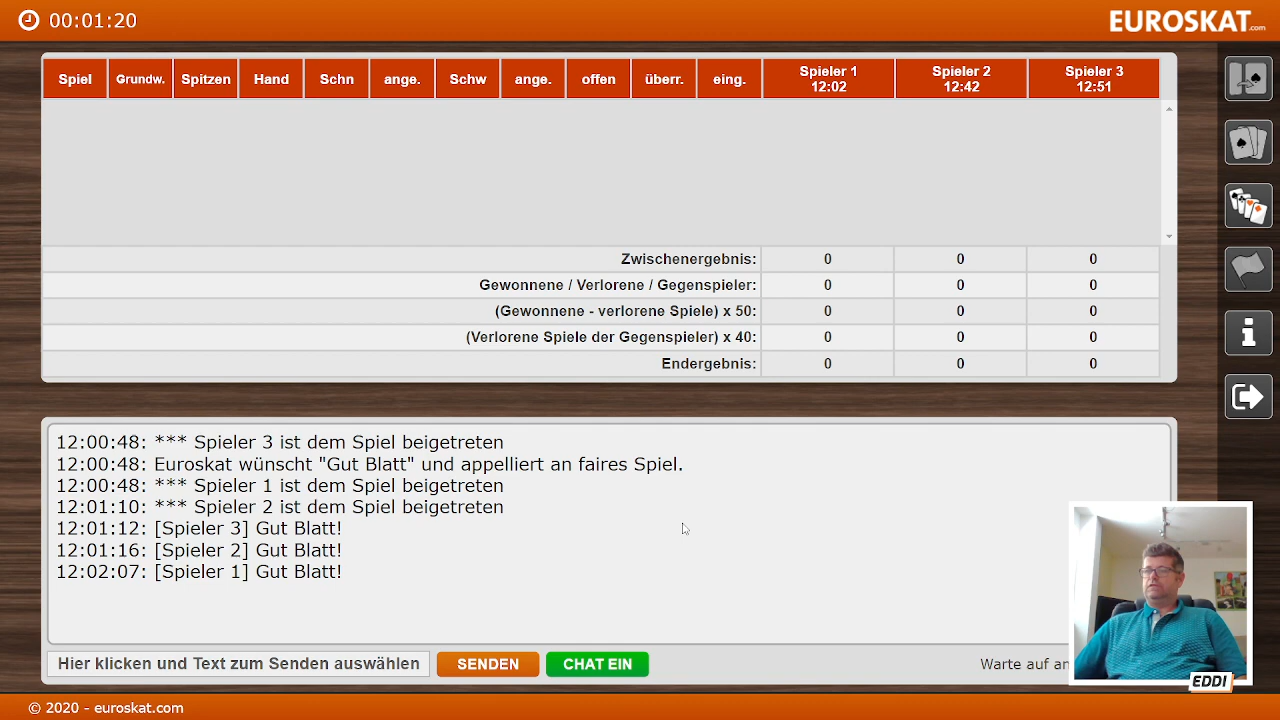 00:01:20
EUROSKAT.com
Spiel Grundw. Spitzen Hand Schn ange. Schw ange. offen überr. eing. Spieler 1 Spieler 2 Spieler 3
12:02 12:42 12:51
Zwischenergebnis: 0 0 0
Gewonnene / Verlorene / Gegenspieler: 0 0 0
(Gewonnene - verlorene Spiele) x 50: 0 0 0
(Verlorene Spiele der Gegenspieler) x 40: 0 0 0
Endergebnis: 0 0 0
12:00:48: *** Spieler 3 ist dem Spiel beigetreten
12:00:48: Euroskat wünscht "Gut Blatt" und appelliert an faires Spiel.
12:00:48: *** Spieler 1 ist dem Spiel beigetreten
12:01:10: *** Spieler 2 ist dem Spiel beigetreten
12:01:12: [Spieler 3] Gut Blatt!
12:01:16: [Spieler 2] Gut Blatt!
12:02:07: [Spieler 1] Gut Blatt!
Hier klicken und Text zum Senden auswählen SENDEN CHAT EIN Warte auf
EDDI
© 2020 - euroskat.com